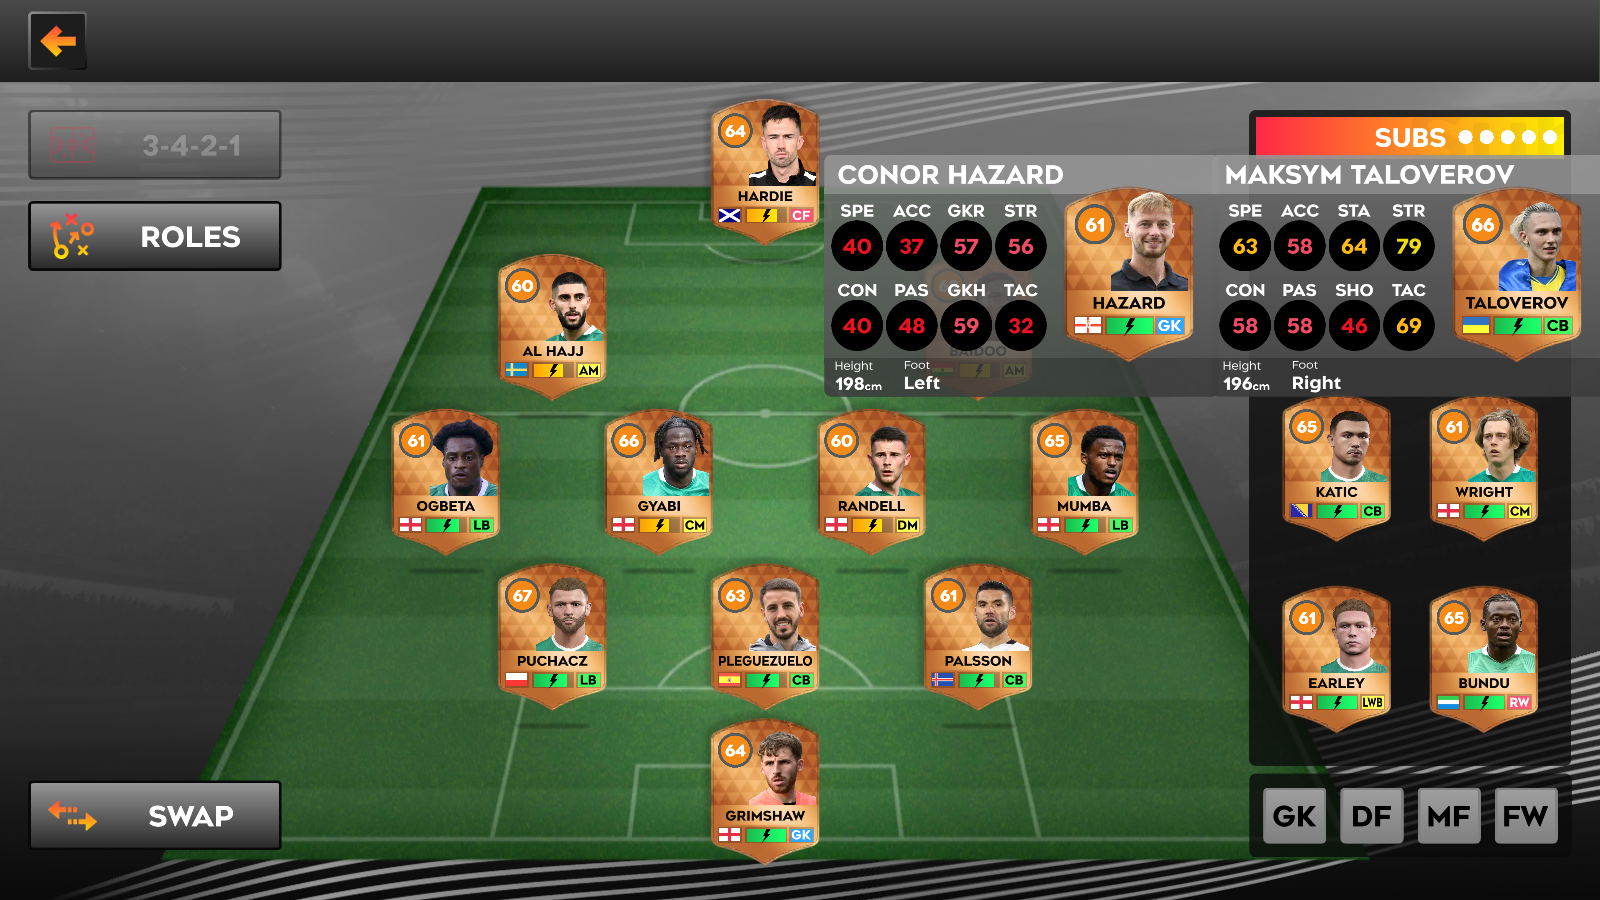 3-4-2-1
ROLES
SWAP
64
HARDIE
CF
60
AL HAJJ
AM
BAIDOO
AM
61
OGBETA
LB
66
GYABI
CM
60
RANDELL
DM
65
MUMBA
LB
67
PUCHACZ
LB
63
PLEGUEZUELO
CB
61
PALSSON
CB
64
GRIMSHAW
GK
SUBS
CONOR HAZARD
SPE ACC GKR STR
40 37 57 56
CON PAS GKH TAC
40 48 59 32
Height Foot
198cm Left
61
HAZARD
GK
MAKSYM TALOVEROV
SPE ACC STA STR
63 58 64 79
CON PAS SHO TAC
58 58 46 69
Height Foot
196cm Right
66
TALOVEROV
CB
65
KATIC
CB
61
WRIGHT
CM
61
EARLEY
LWB
65
BUNDU
RW
GK DF MF FW